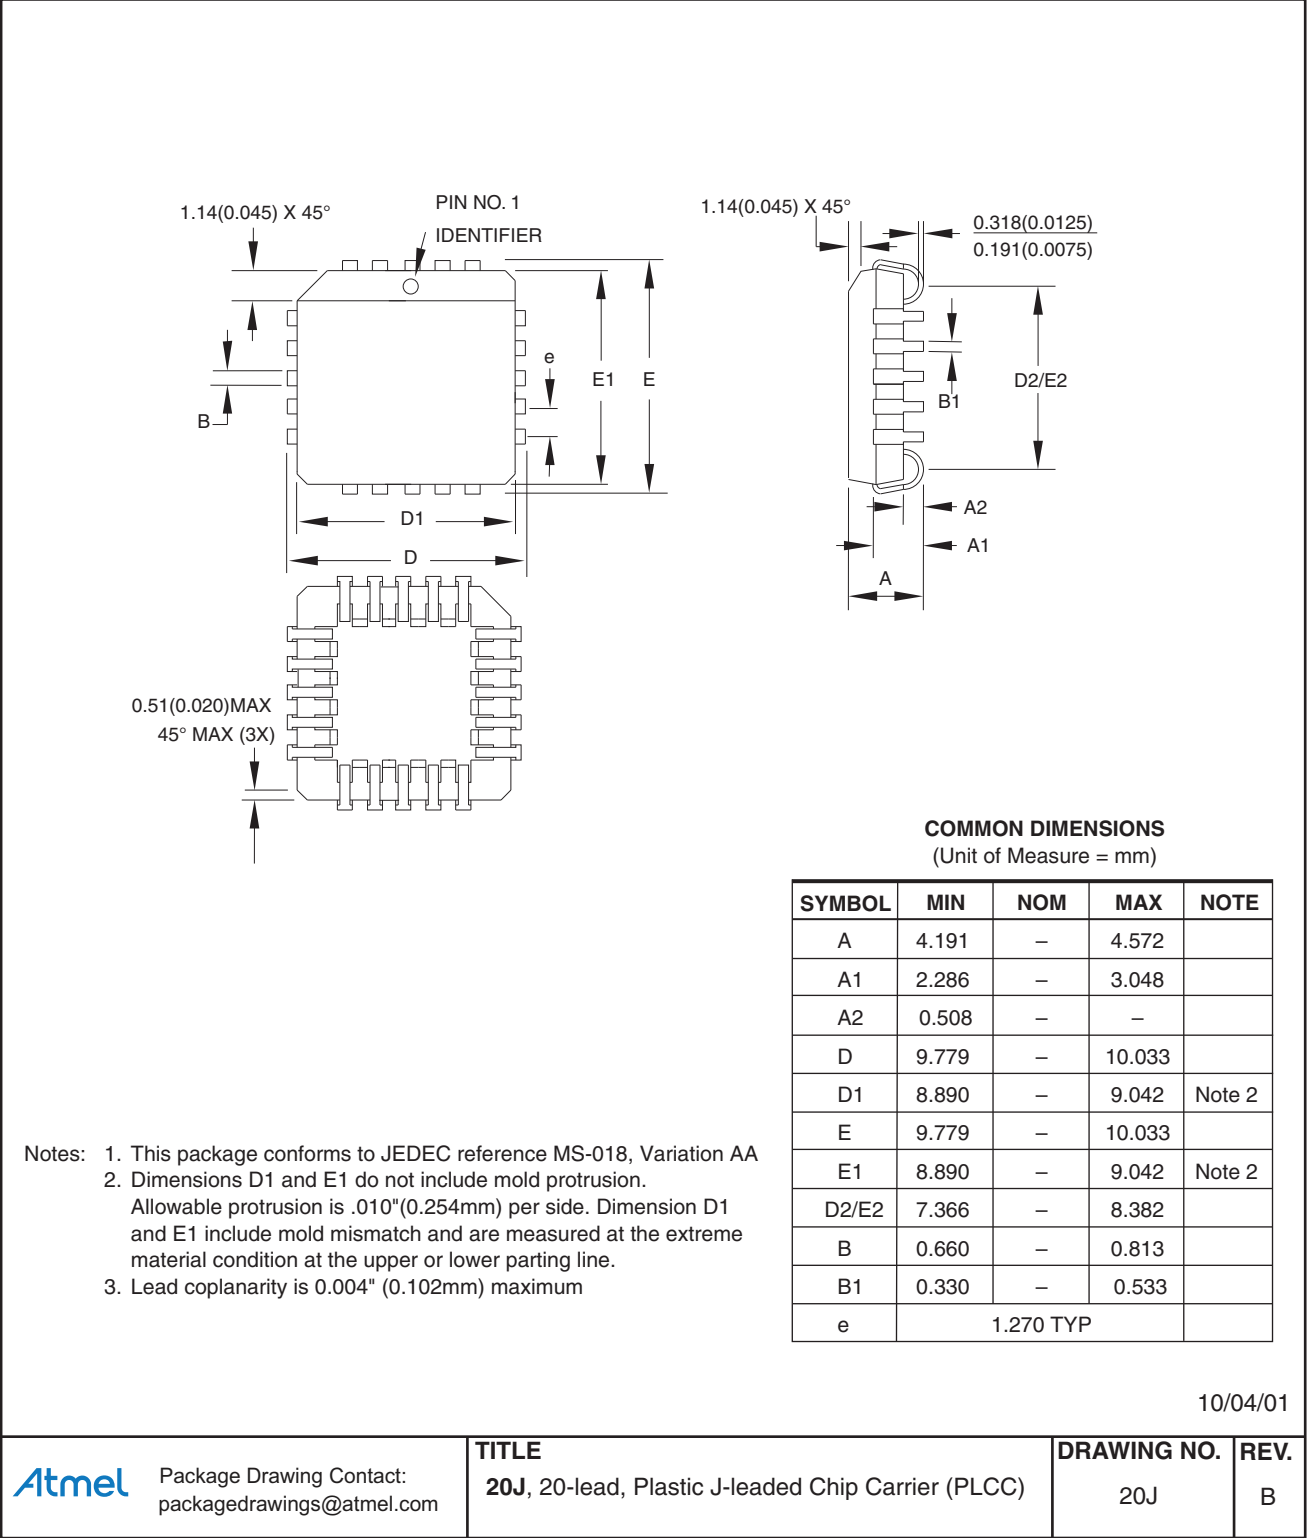 1.14(0.045) X 45°
PIN NO. 1
IDENTIFIER
1.14(0.045) X 45°
0.318(0.0125)
0.191(0.0075)
e
E1
E
B
D1
D
B1
D2/E2
A2
A1
A
0.51(0.020)MAX
45° MAX (3X)
COMMON DIMENSIONS
(Unit of Measure = mm)
SYMBOL MIN NOM MAX NOTE
A 4.191 – 4.572
A1 2.286 – 3.048
A2 0.508 – –
D 9.779 – 10.033
D1 8.890 – 9.042 Note 2
E 9.779 – 10.033
E1 8.890 – 9.042 Note 2
D2/E2 7.366 – 8.382
B 0.660 – 0.813
B1 0.330 – 0.533
e 1.270 TYP
Notes: 1. This package conforms to JEDEC reference MS-018, Variation AA
2. Dimensions D1 and E1 do not include mold protrusion.
Allowable protrusion is .010"(0.254mm) per side. Dimension D1
and E1 include mold mismatch and are measured at the extreme
material condition at the upper or lower parting line.
3. Lead coplanarity is 0.004" (0.102mm) maximum
10/04/01
Atmel
Package Drawing Contact:
packagedrawings@atmel.com
TITLE
20J, 20-lead, Plastic J-leaded Chip Carrier (PLCC)
DRAWING NO.
20J
REV.
B